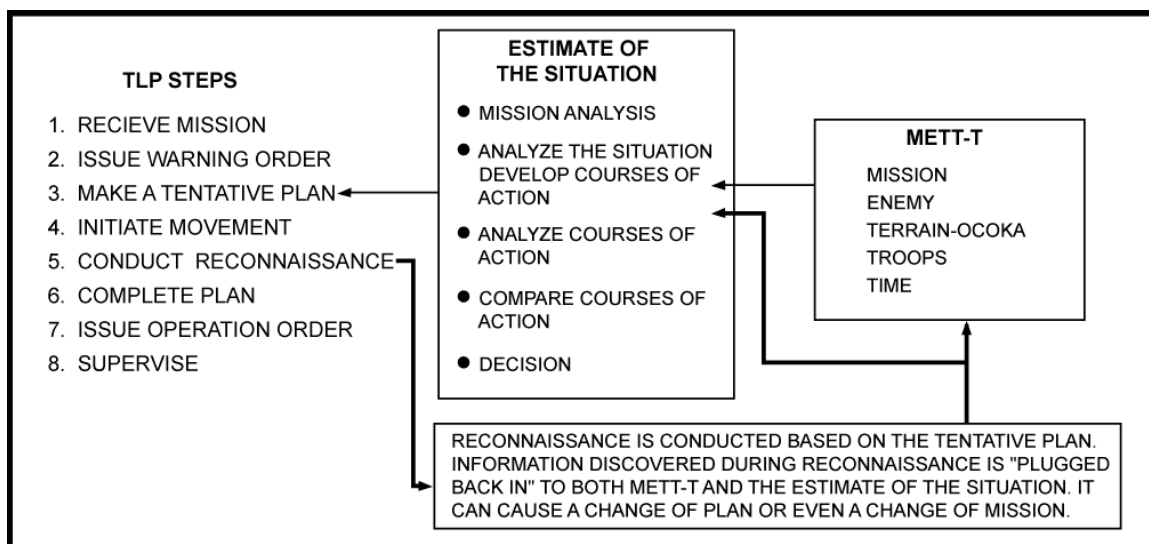 TLP STEPS
1. RECIEVE MISSION
2. ISSUE WARNING ORDER
3. MAKE A TENTATIVE PLAN
4. INITIATE MOVEMENT
5. CONDUCT RECONNAISSANCE
6. COMPLETE PLAN
7. ISSUE OPERATION ORDER
8. SUPERVISE
ESTIMATE OF
THE SITUATION
● MISSION ANALYSIS
● ANALYZE THE SITUATION
DEVELOP COURSES OF
ACTION
● ANALYZE COURSES OF
ACTION
● COMPARE COURSES OF
ACTION
● DECISION
METT-T
MISSION
ENEMY
TERRAIN-OCOKA
TROOPS
TIME
RECONNAISSANCE IS CONDUCTED BASED ON THE TENTATIVE PLAN.
INFORMATION DISCOVERED DURING RECONNAISSANCE IS "PLUGGED
BACK IN" TO BOTH METT-T AND THE ESTIMATE OF THE SITUATION. IT
CAN CAUSE A CHANGE OF PLAN OR EVEN A CHANGE OF MISSION.